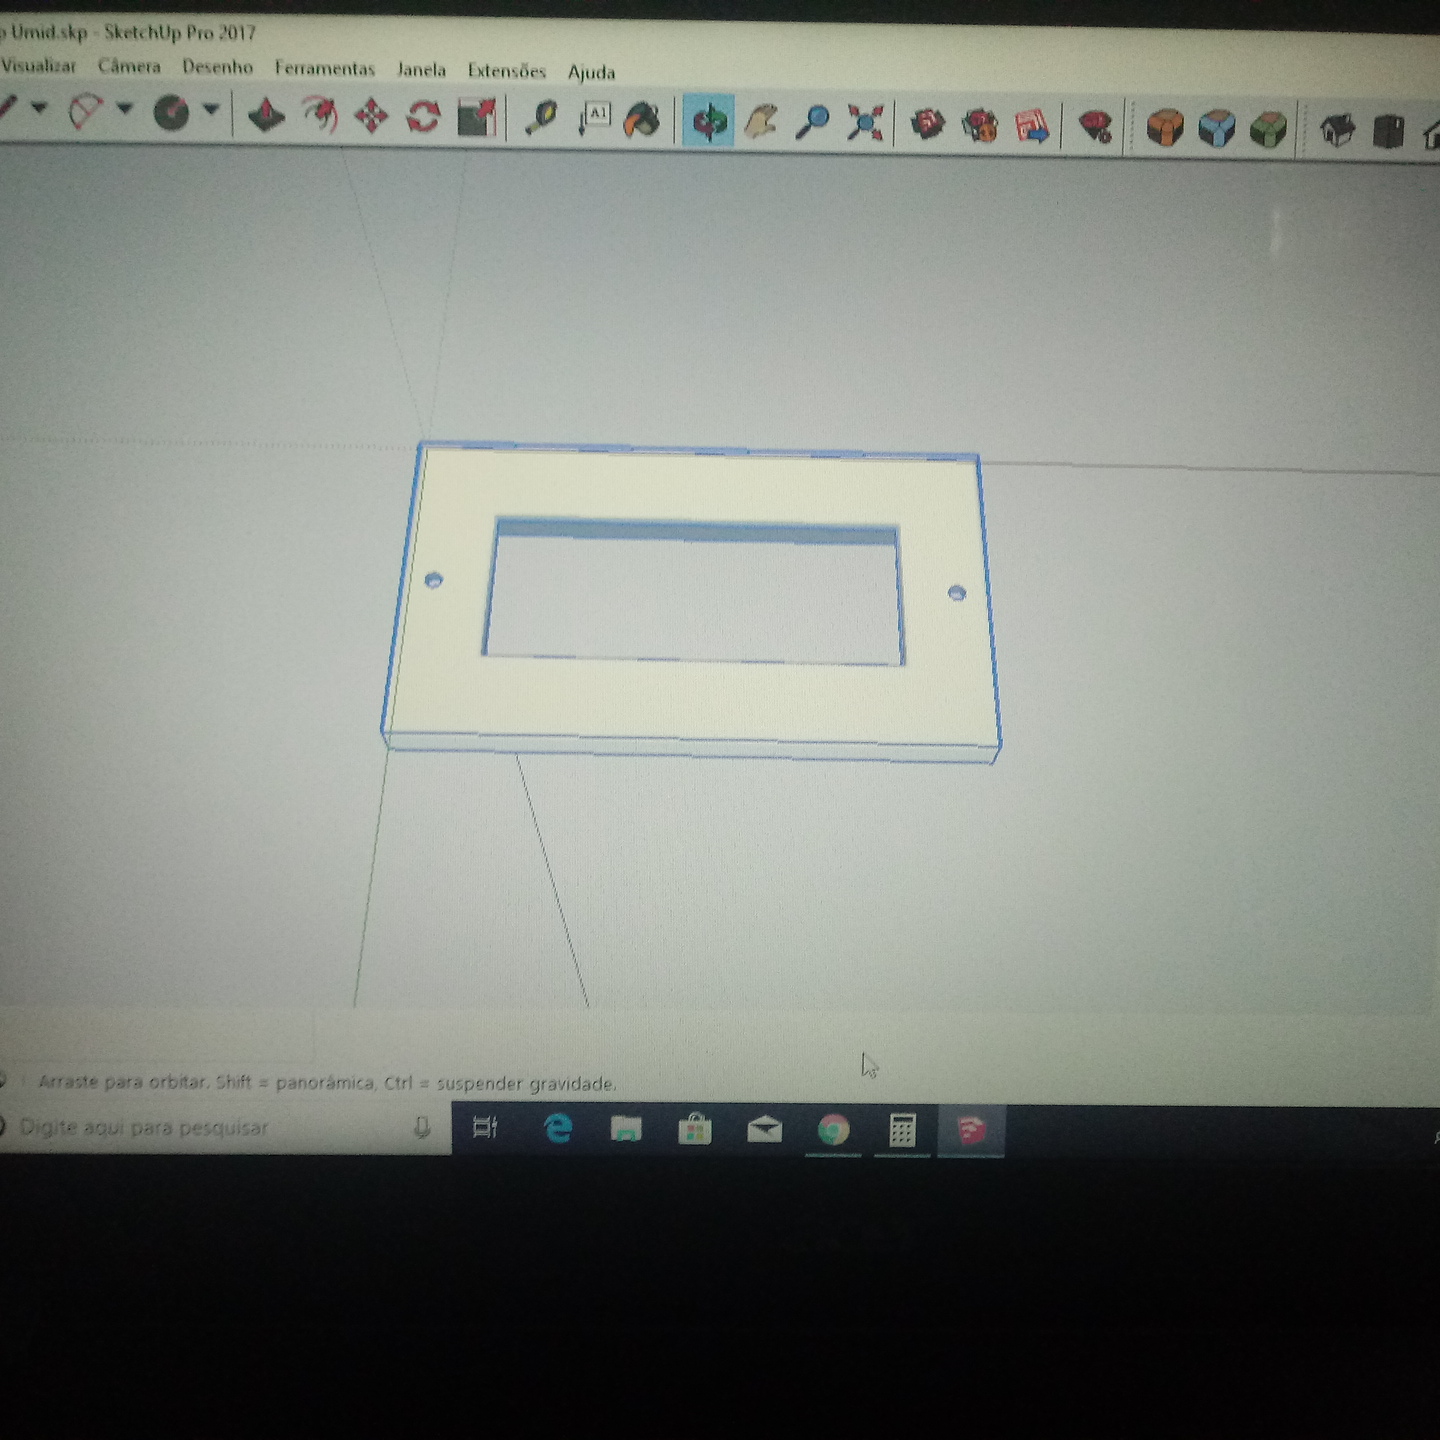 p Umid.skp - SketchUp Pro 2017
Visualizar Câmera Desenho Ferramentas Janela Extensões Ajuda
A1
Arraste para orbitar. Shift = panorâmica, Ctrl = suspender gravidade.
Digite aqui para pesquisar